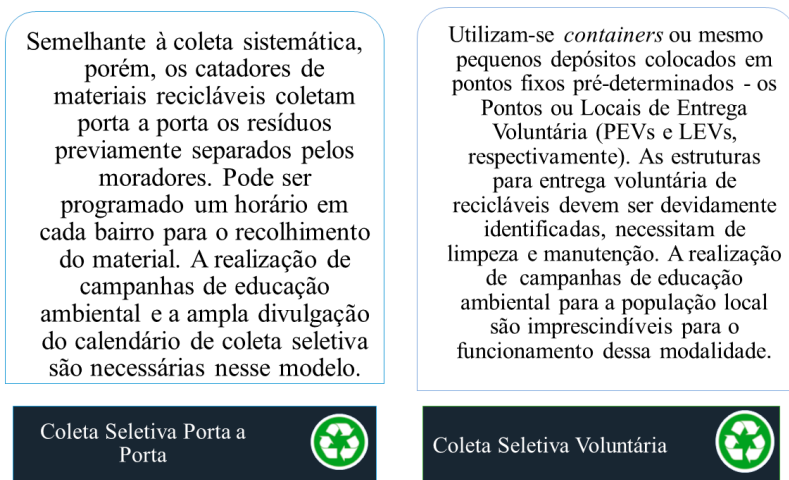 Semelhante à coleta sistemática,
porém, os catadores de
materiais recicláveis coletam
porta a porta os resíduos
previamente separados pelos
moradores. Pode ser
programado um horário em
cada bairro para o recolhimento
do material. A realização de
campanhas de educação
ambiental e a ampla divulgação
do calendário de coleta seletiva
são necessárias nesse modelo.
Coleta Seletiva Porta a
Porta
Utilizam-se containers ou mesmo
pequenos depósitos colocados em
pontos fixos pré-determinados - os
Pontos ou Locais de Entrega
Voluntária (PEVs e LEVs,
respectivamente). As estruturas
para entrega voluntária de
recicláveis devem ser devidamente
identificadas, necessitam de
limpeza e manutenção. A realização
de campanhas de educação
ambiental para a população local
são imprescindíveis para o
funcionamento dessa modalidade.
Coleta Seletiva Voluntária